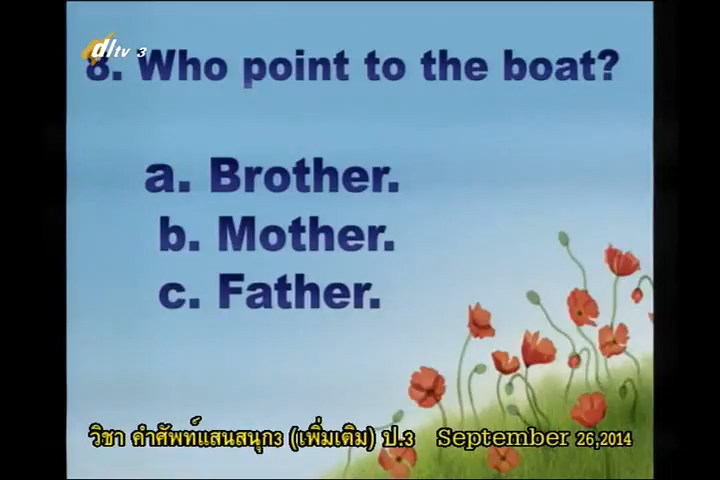 dltv 3
8. Who point to the boat?
a. Brother.
b. Mother.
c. Father.
วิชา คำศัพท์แสนสนุก3 (เพิ่มเติม) ป.3 September 26,2014